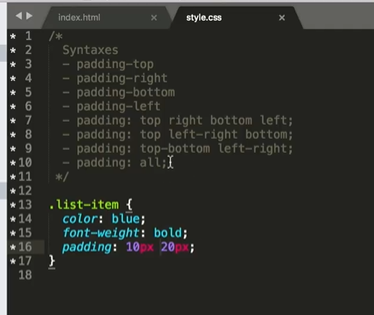 index.html
style.css
1 /*
2 Syntaxes
3 - padding-top
4 - padding-right
5 - padding-bottom
6 - padding-left
7 - padding: top right bottom left;
8 - padding: top left-right bottom;
9 - padding: top-bottom left-right;
10 - padding: all;
11 */
12
13 .list-item {
14 color: blue;
15 font-weight: bold;
16 padding: 10px 20px;
17 }
18